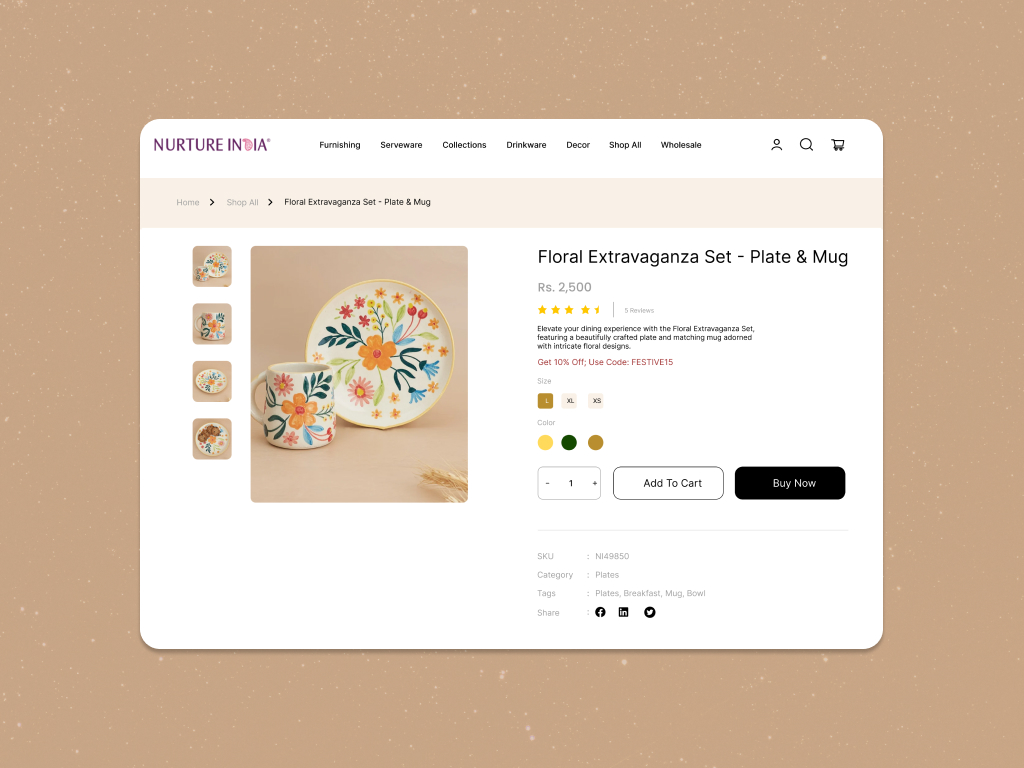 NURTURE INDIA®
Furnishing Serveware Collections Drinkware Decor Shop All Wholesale
Home > Shop All > Floral Extravaganza Set - Plate & Mug
Floral Extravaganza Set - Plate & Mug
Rs. 2,500
5 Reviews
Elevate your dining experience with the Floral Extravaganza Set,
featuring a beautifully crafted plate and matching mug adorned
with intricate floral designs.
Get 10% Off; Use Code: FESTIVE15
Size
L XL XS
Color
- 1 +
Add To Cart
Buy Now
SKU : NI49850
Category : Plates
Tags : Plates, Breakfast, Mug, Bowl
Share :